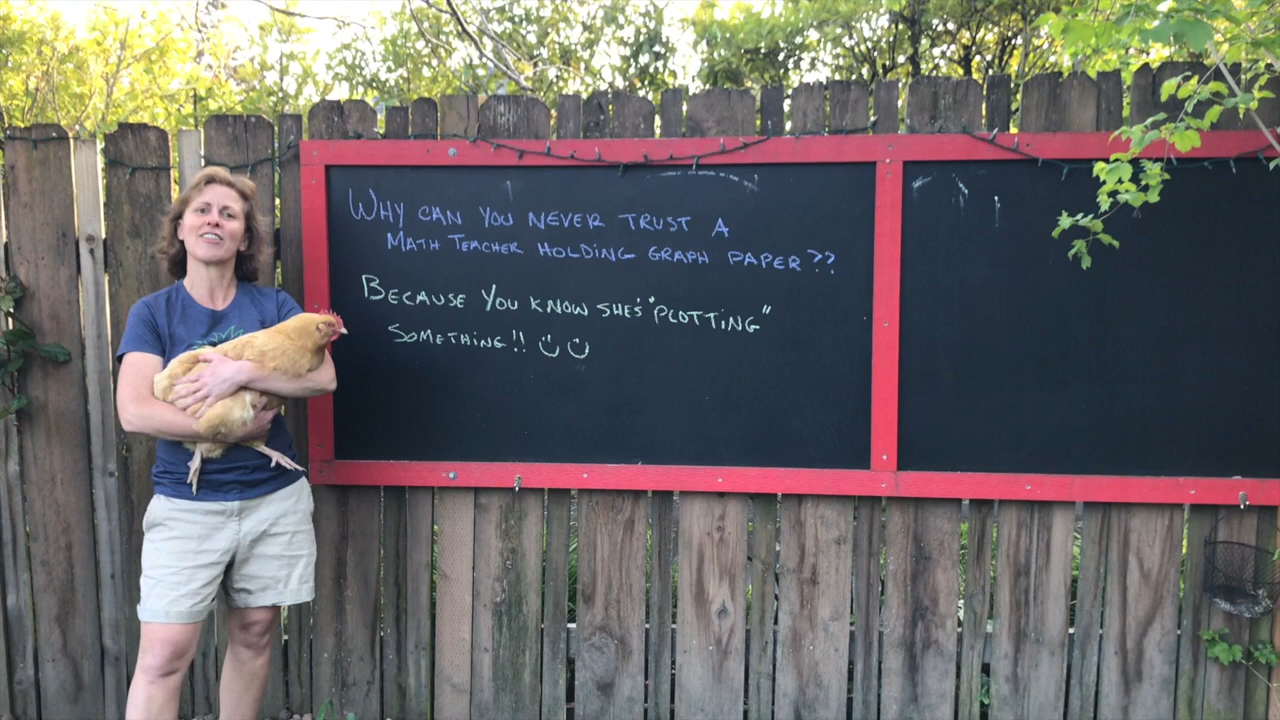 WHY CAN YOU NEVER TRUST A
MATH TEACHER HOLDING GRAPH PAPER??
BECAUSE YOU KNOW SHE'S "PLOTTING"
SOMETHING!!